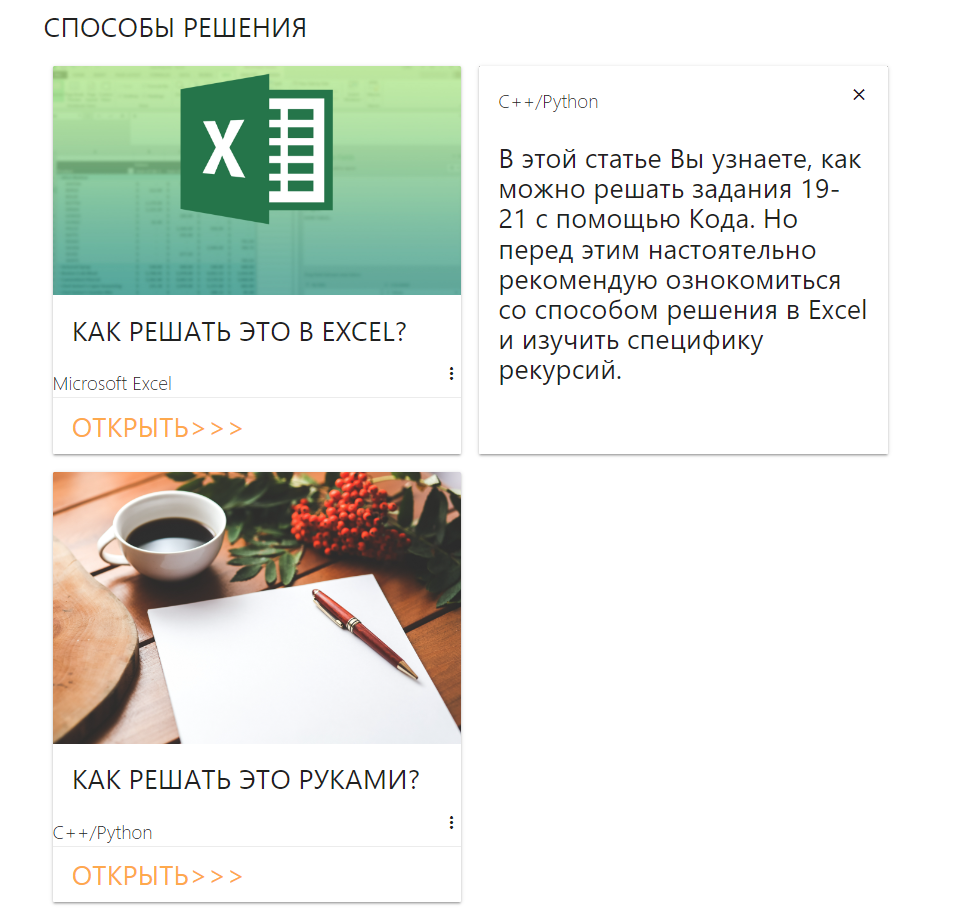 СПОСОБЫ РЕШЕНИЯ
X
КАК РЕШАТЬ ЭТО В EXCEL?
Microsoft Excel
ОТКРЫТЬ>>>
C++/Python
В этой статье Вы узнаете, как
можно решать задания 19-
21 с помощью Кода. Но
перед этим настоятельно
рекомендую ознокомиться
со способом решения в Excel
и изучить специфику
рекурсий.
КАК РЕШАТЬ ЭТО РУКАМИ?
C++/Python
ОТКРЫТЬ>>>